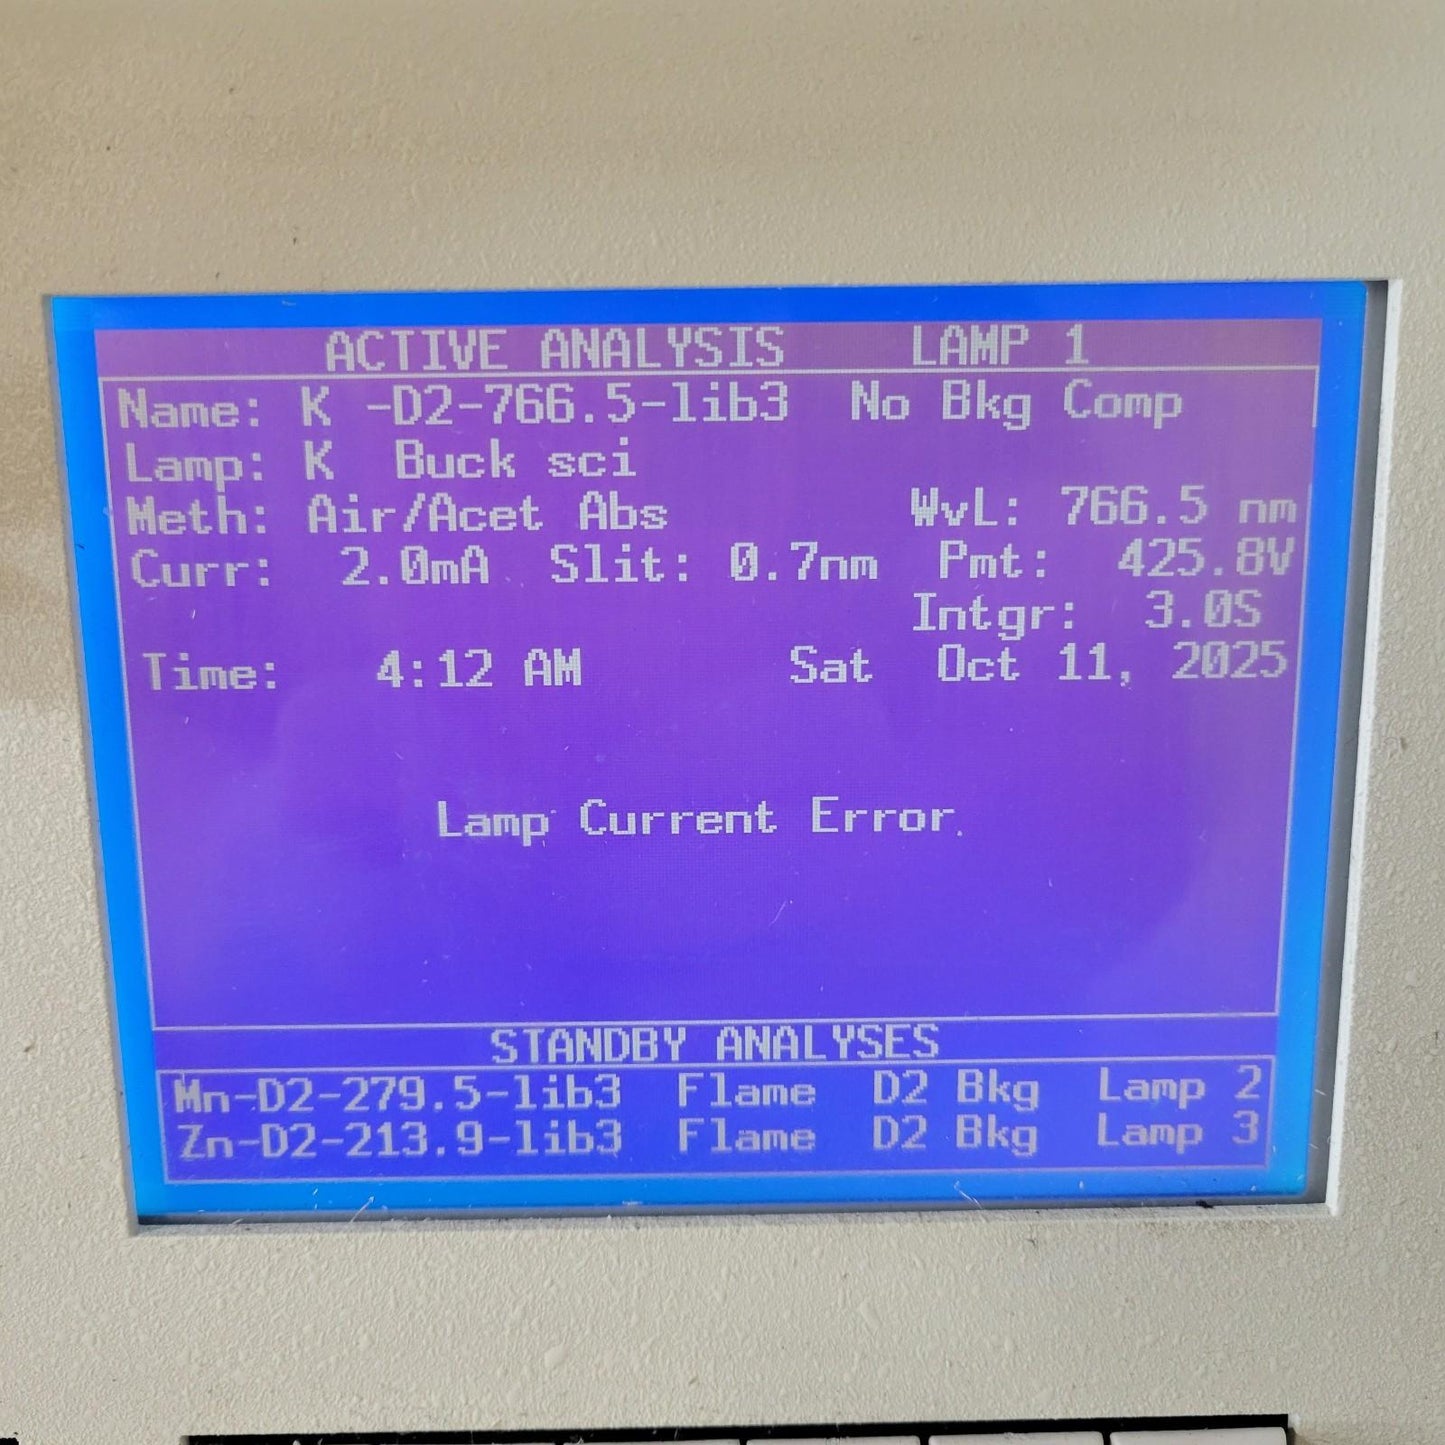 ACTIVE ANALYSIS LAMP 1
Name: K -D2-766.5-lib3 No Bkg Comp
Lamp: K Buck sci
Meth: Air/Acet Abs WvL: 766.5 nm
Curr: 2.0mA Slit: 0.7nm Pmt: 425.8V
Intgr: 3.0S
Time: 4:12 AM Sat Oct 11, 2025
Lamp Current Error.
STANDBY ANALYSES
Mn-D2-279.5-lib3 Flame D2 Bkg Lamp 2
Zn-D2-213.9-lib3 Flame D2 Bkg Lamp 3